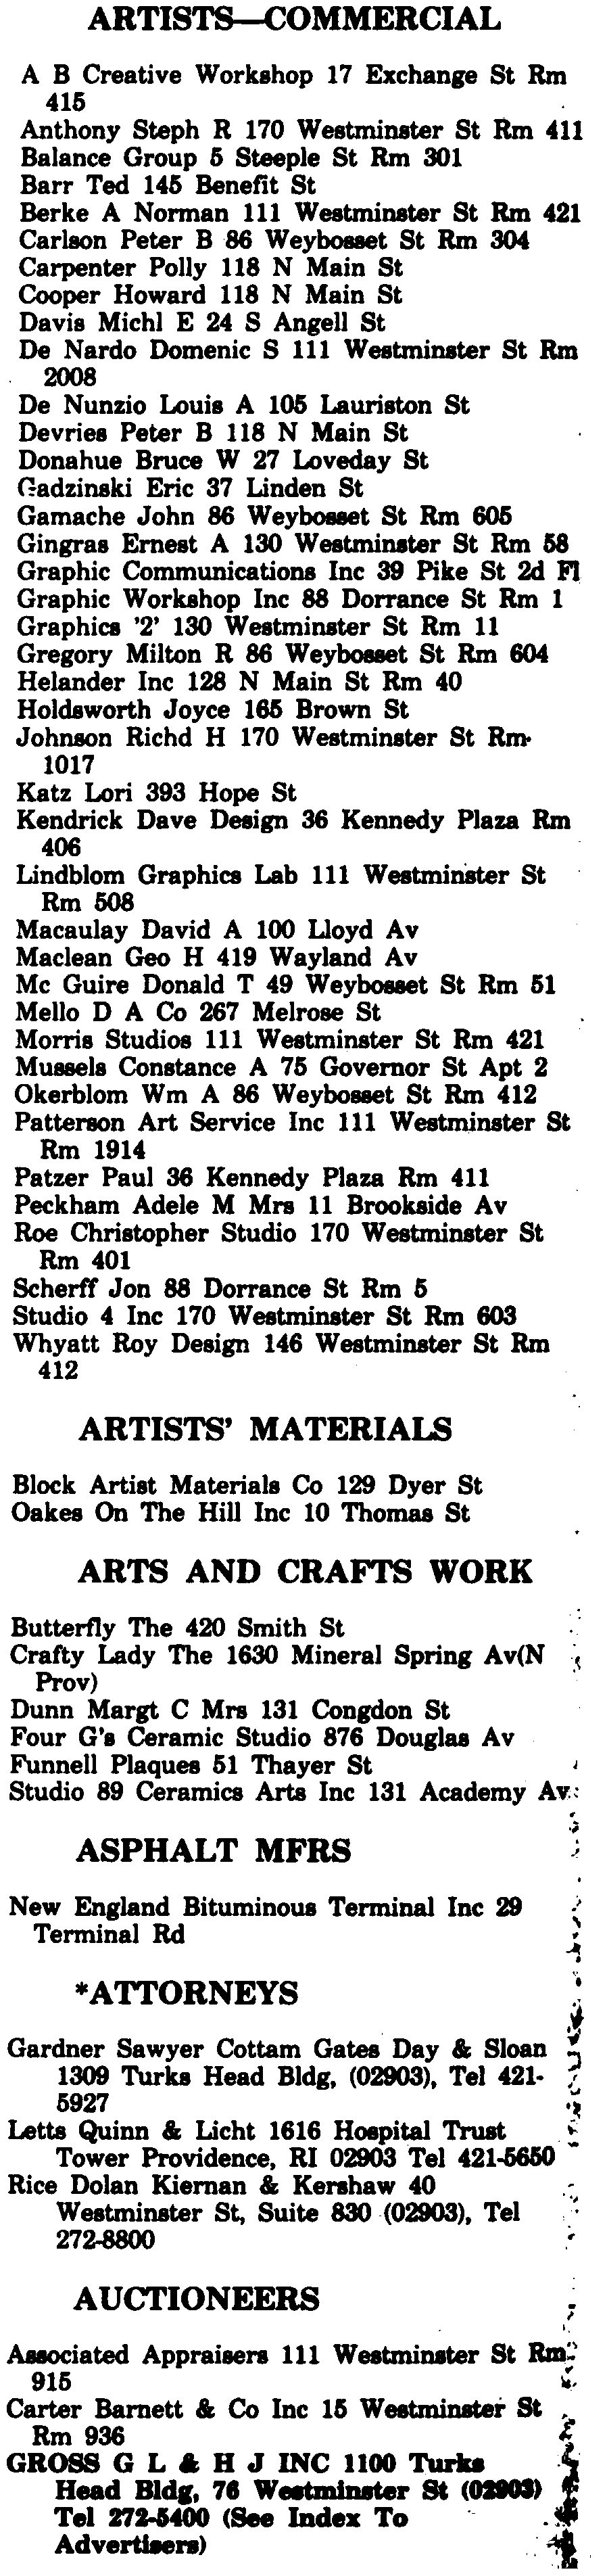 ARTISTS—COMMERCIAL
A B Creative Workshop 17 Exchange St Rm
415
Anthony Steph R 170 Westminster St Rm 411
Balance Group 5 Steeple St Rm 301
Barr Ted 145 Benefit St
Berke A Norman 111 Westminster St Rm 421
Carlson Peter B 86 Weybosset St Rm 304
Carpenter Polly 118 N Main St
Cooper Howard 118 N Main St
Davis Michl E 24 S Angell St
De Nardo Domenic S 111 Westminster St Rm
2008
De Nunzio Louis A 105 Lauriston St
Devries Peter B 118 N Main St
Donahue Bruce W 27 Loveday St
Gadzinski Eric 37 Linden St
Gamache John 86 Weybosset St Rm 605
Gingras Ernest A 130 Westminster St Rm 58
Graphic Communications Inc 39 Pike St 2d Fl
Graphic Workshop Inc 88 Dorrance St Rm 1
Graphics '2' 130 Westminster St Rm 11
Gregory Milton R 86 Weybosset St Rm 604
Helander Inc 128 N Main St Rm 40
Holdsworth Joyce 165 Brown St
Johnson Richd H 170 Westminster St Rm
1017
Katz Lori 393 Hope St
Kendrick Dave Design 36 Kennedy Plaza Rm
406
Lindblom Graphics Lab 111 Westminster St
Rm 508
Macaulay David A 100 Lloyd Av
Maclean Geo H 419 Wayland Av
Mc Guire Donald T 49 Weybosset St Rm 51
Mello D A Co 267 Melrose St
Morris Studios 111 Westminster St Rm 421
Mussels Constance A 75 Governor St Apt 2
Okerblom Wm A 86 Weybosset St Rm 412
Patterson Art Service Inc 111 Westminster St
Rm 1914
Patzer Paul 36 Kennedy Plaza Rm 411
Peckham Adele M Mrs 11 Brookside Av
Roe Christopher Studio 170 Westminster St
Rm 401
Scherff Jon 88 Dorrance St Rm 5
Studio 4 Inc 170 Westminster St Rm 603
Whyatt Roy Design 146 Westminster St Rm
412
ARTISTS' MATERIALS
Block Artist Materials Co 129 Dyer St
Oakes On The Hill Inc 10 Thomas St
ARTS AND CRAFTS WORK
Butterfly The 420 Smith St
Crafty Lady The 1630 Mineral Spring Av(N
Prov)
Dunn Margt C Mrs 131 Congdon St
Four G's Ceramic Studio 876 Douglas Av
Funnell Plaques 51 Thayer St
Studio 89 Ceramics Arts Inc 131 Academy Av
ASPHALT MFRS
New England Bituminous Terminal Inc 29
Terminal Rd
*ATTORNEYS
Gardner Sawyer Cottam Gates Day & Sloan
1309 Turks Head Bldg, (02903), Tel 421-
5927
Letts Quinn & Licht 1616 Hospital Trust
Tower Providence, RI 02903 Tel 421-5650
Rice Dolan Kiernan & Kershaw 40
Westminster St, Suite 830 (02903), Tel
272-8800
AUCTIONEERS
Associated Appraisers 111 Westminster St Rm
915
Carter Barnett & Co Inc 15 Westminster St
Rm 936
GROSS G L & H J INC 1100 Turks
Head Bldg, 76 Westminster St (02903)
Tel 272-5400 (See Index To
Advertisers)